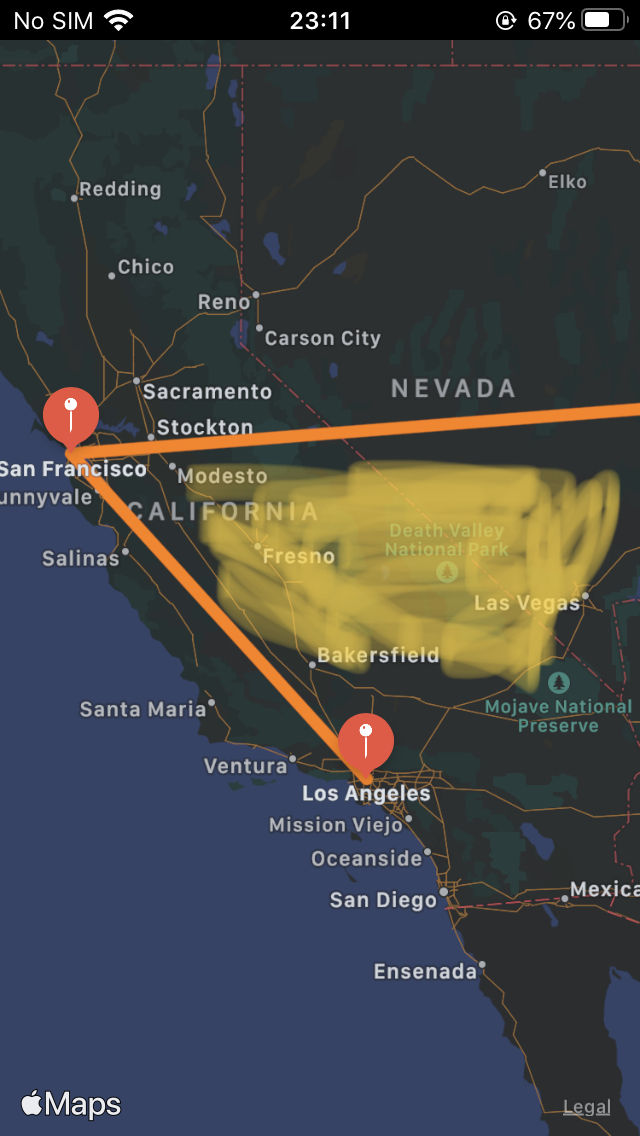 No SIM 23:11 67%
Redding
Elko
Chico
Reno
Carson City
NEVADA
Sacramento
Stockton
San Francisco
Modesto
unnyvale
CALIFORNIA
Death Valley
National Park
Salinas
Fresno
Las Vegas
Bakersfield
Santa Maria
Mojave National
Preserve
Ventura
Los Angeles
Mission Viejo
Oceanside
San Diego
Mexica
Ensenada
Maps
Legal